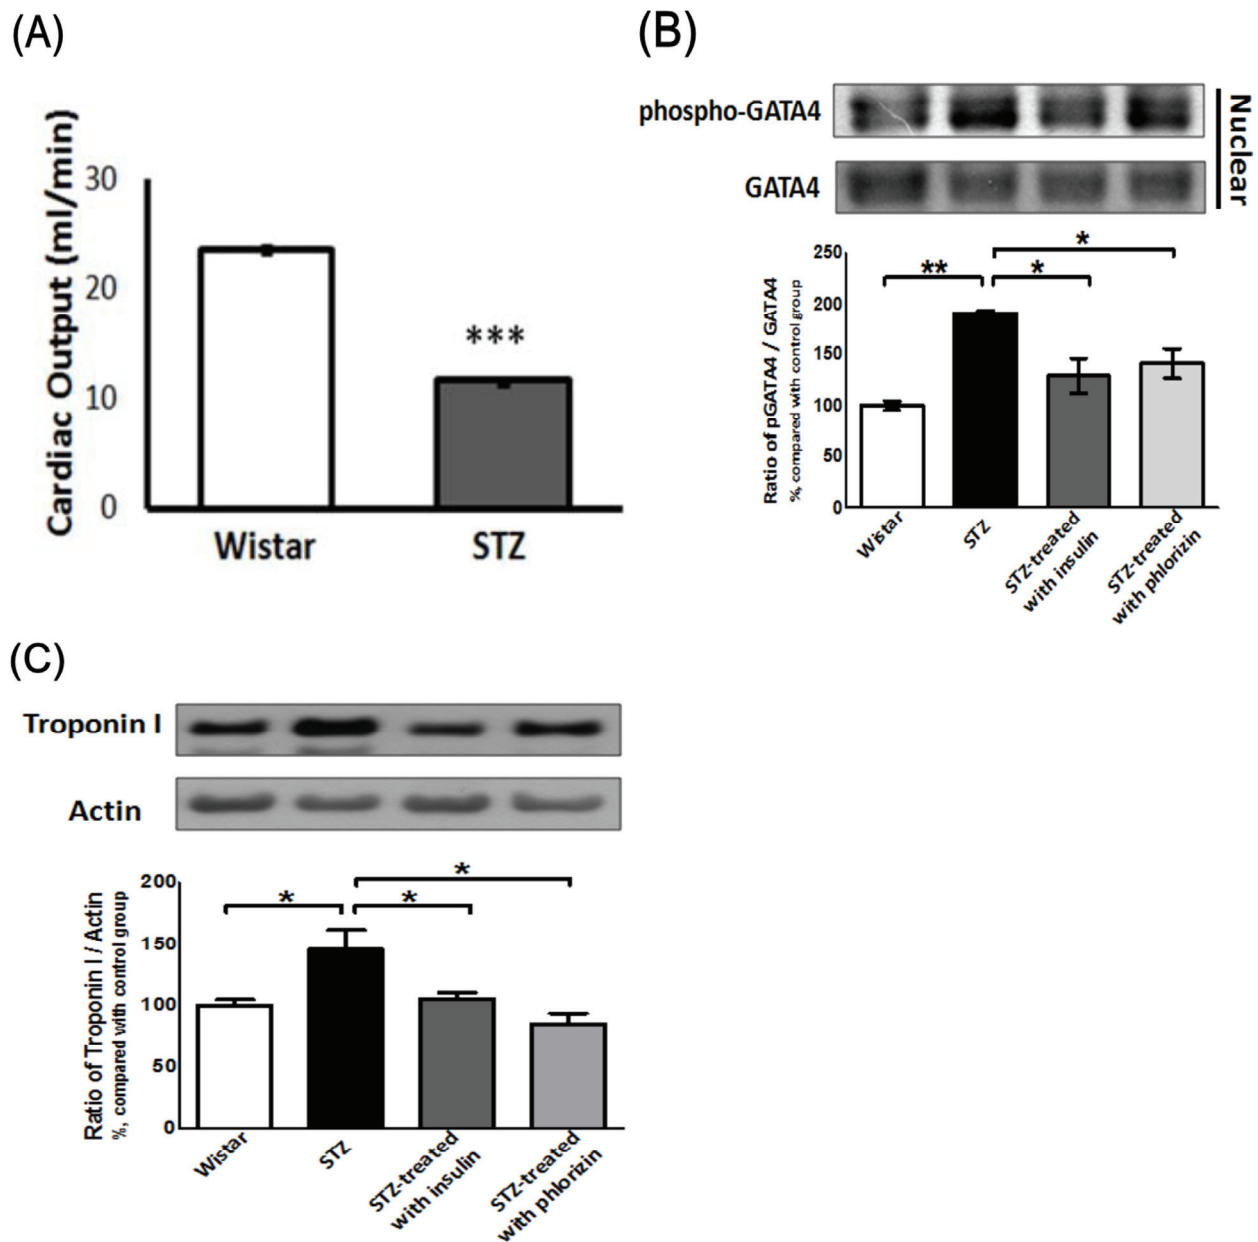 (A)
Cardiac Output (ml/min)
30
20
10
0
***
Wistar
STZ
(B)
phospho-GATA4
GATA4
Nuclear
Ratio of pGATA4 / GATA4
%, compared with control group
250
200
150
100
50
0
**
*
*
Wistar
STZ
STZ-treated
with insulin
STZ-treated
with phlorizin
(C)
Troponin I
Actin
Ratio of Troponin I / Actin
%, compared with control group
200
150
100
50
0
*
*
*
Wistar
STZ
STZ-treated
with insulin
STZ-treated
with phlorizin